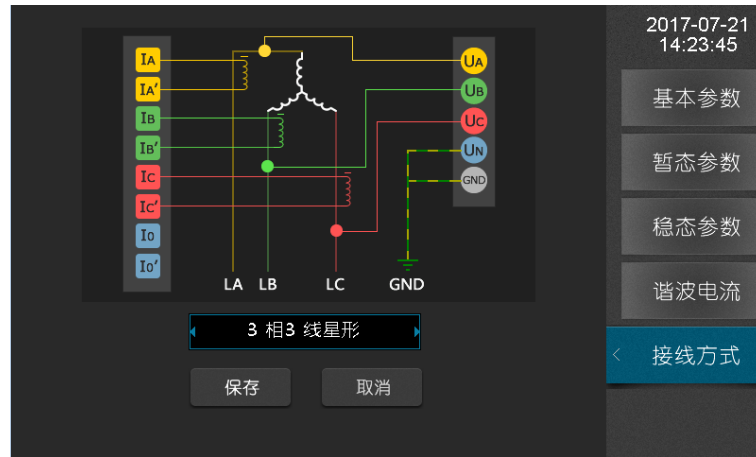 2017-07-21
14:23:45
IA
IA′
IB
IB′
IC
IC′
I0
I0′
UA
UB
UC
UN
GND
LA LB LC GND
3 相3 线星形
保存 取消
基本参数
暂态参数
稳态参数
谐波电流
接线方式